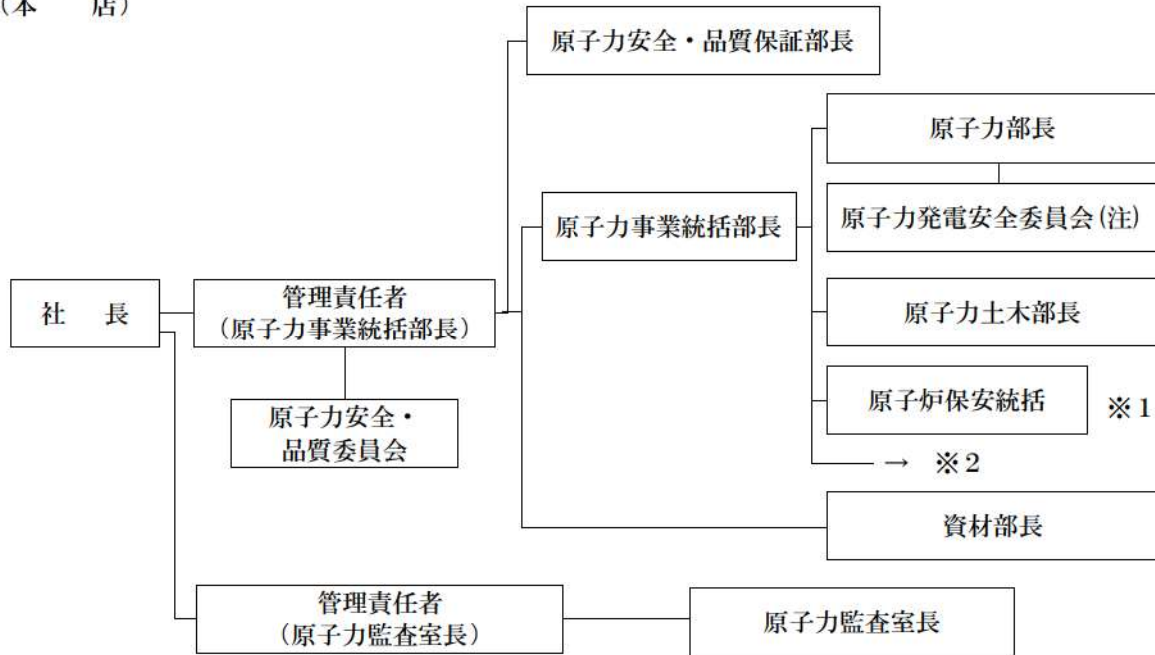 （本　　店）
原子力安全・品質保証部長
原子力部長
原子力事業統括部長
原子力発電安全委員会(注)
社　長
管理責任者
（原子力事業統括部長）
原子力土木部長
原子力安全・
品質委員会
原子炉保安統括
※1
→ ※2
資材部長
管理責任者
（原子力監査室長）
原子力監査室長